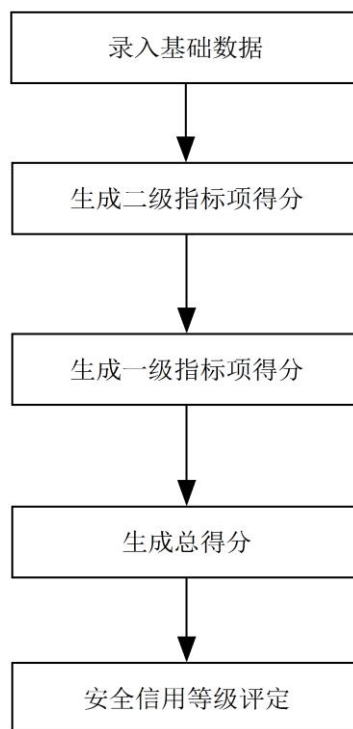 录入基础数据
生成二级指标项得分
生成一级指标项得分
生成总得分
安全信用等级评定